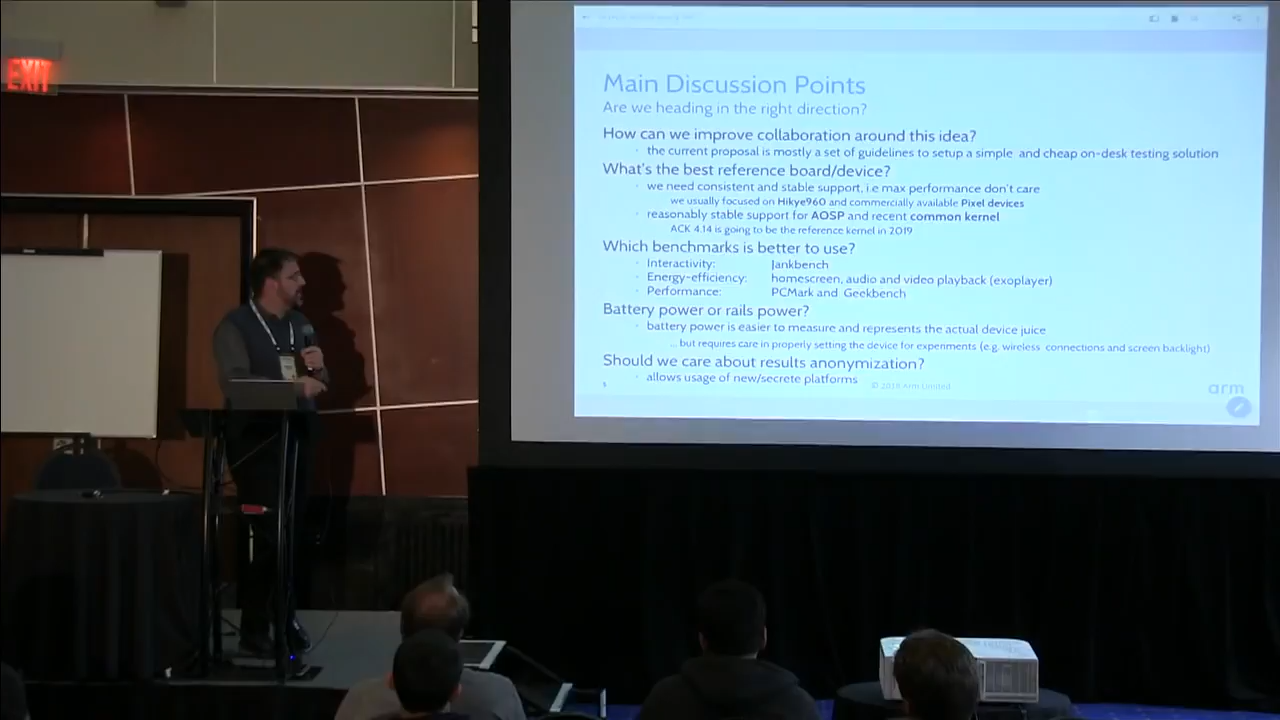 EXIT
Main Discussion Points
Are we heading in the right direction?
How can we improve collaboration around this idea?
the current proposal is mostly a set of guidelines to setup a simple and cheap on-desk testing solution
What's the best reference board/device?
we need consistent and stable support, i.e max performance don't care
we usually focused on Hikye960 and commercially available Pixel devices
reasonably stable support for AOSP and recent common kernel
ACK 4.14 is going to be the reference kernel in 2019
Which benchmarks is better to use?
Interactivity: Jankbench
Energy-efficiency: homescreen, audio and video playback (exoplayer)
Performance: PCMark and Geekbench
Battery power or rails power?
battery power is easier to measure and represents the actual device juice
... but requires care in properly setting the device for experiments (e.g. wireless connections and screen backlight)
Should we care about results anonymization?
allows usage of new/secrete platforms
5 © 2018 Arm Limited
arm